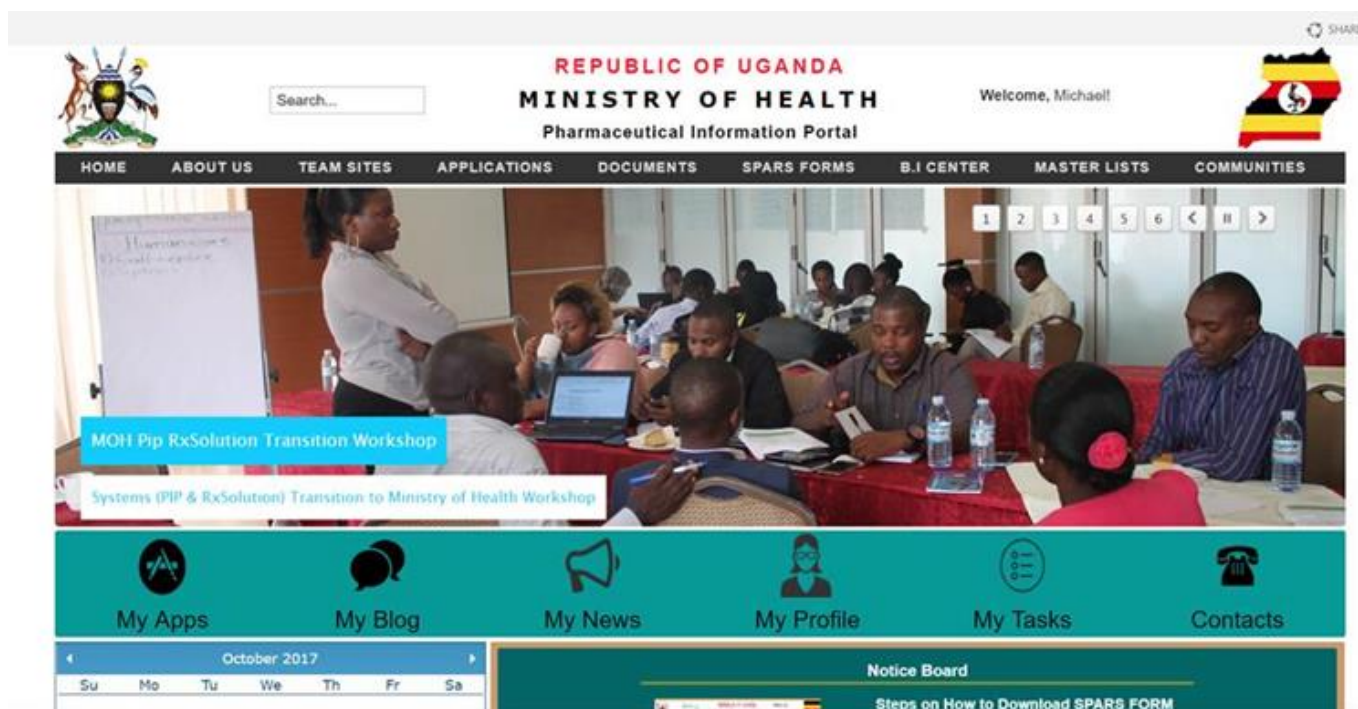 SHARE
REPUBLIC OF UGANDA
Search...
MINISTRY OF HEALTH
Welcome, Michael!
Pharmaceutical Information Portal
HOME ABOUT US TEAM SITES APPLICATIONS DOCUMENTS SPARS FORMS B.I CENTER MASTER LISTS COMMUNITIES
1 2 3 4 5 6
MOH Pip RxSolution Transition Workshop
Systems (PIP & RxSolution) Transition to Ministry of Health Workshop
My Apps My Blog My News My Profile My Tasks Contacts
October 2017
Su Mo Tu We Th Fr Sa
Notice Board
Steps on How to Download SPARS FORM